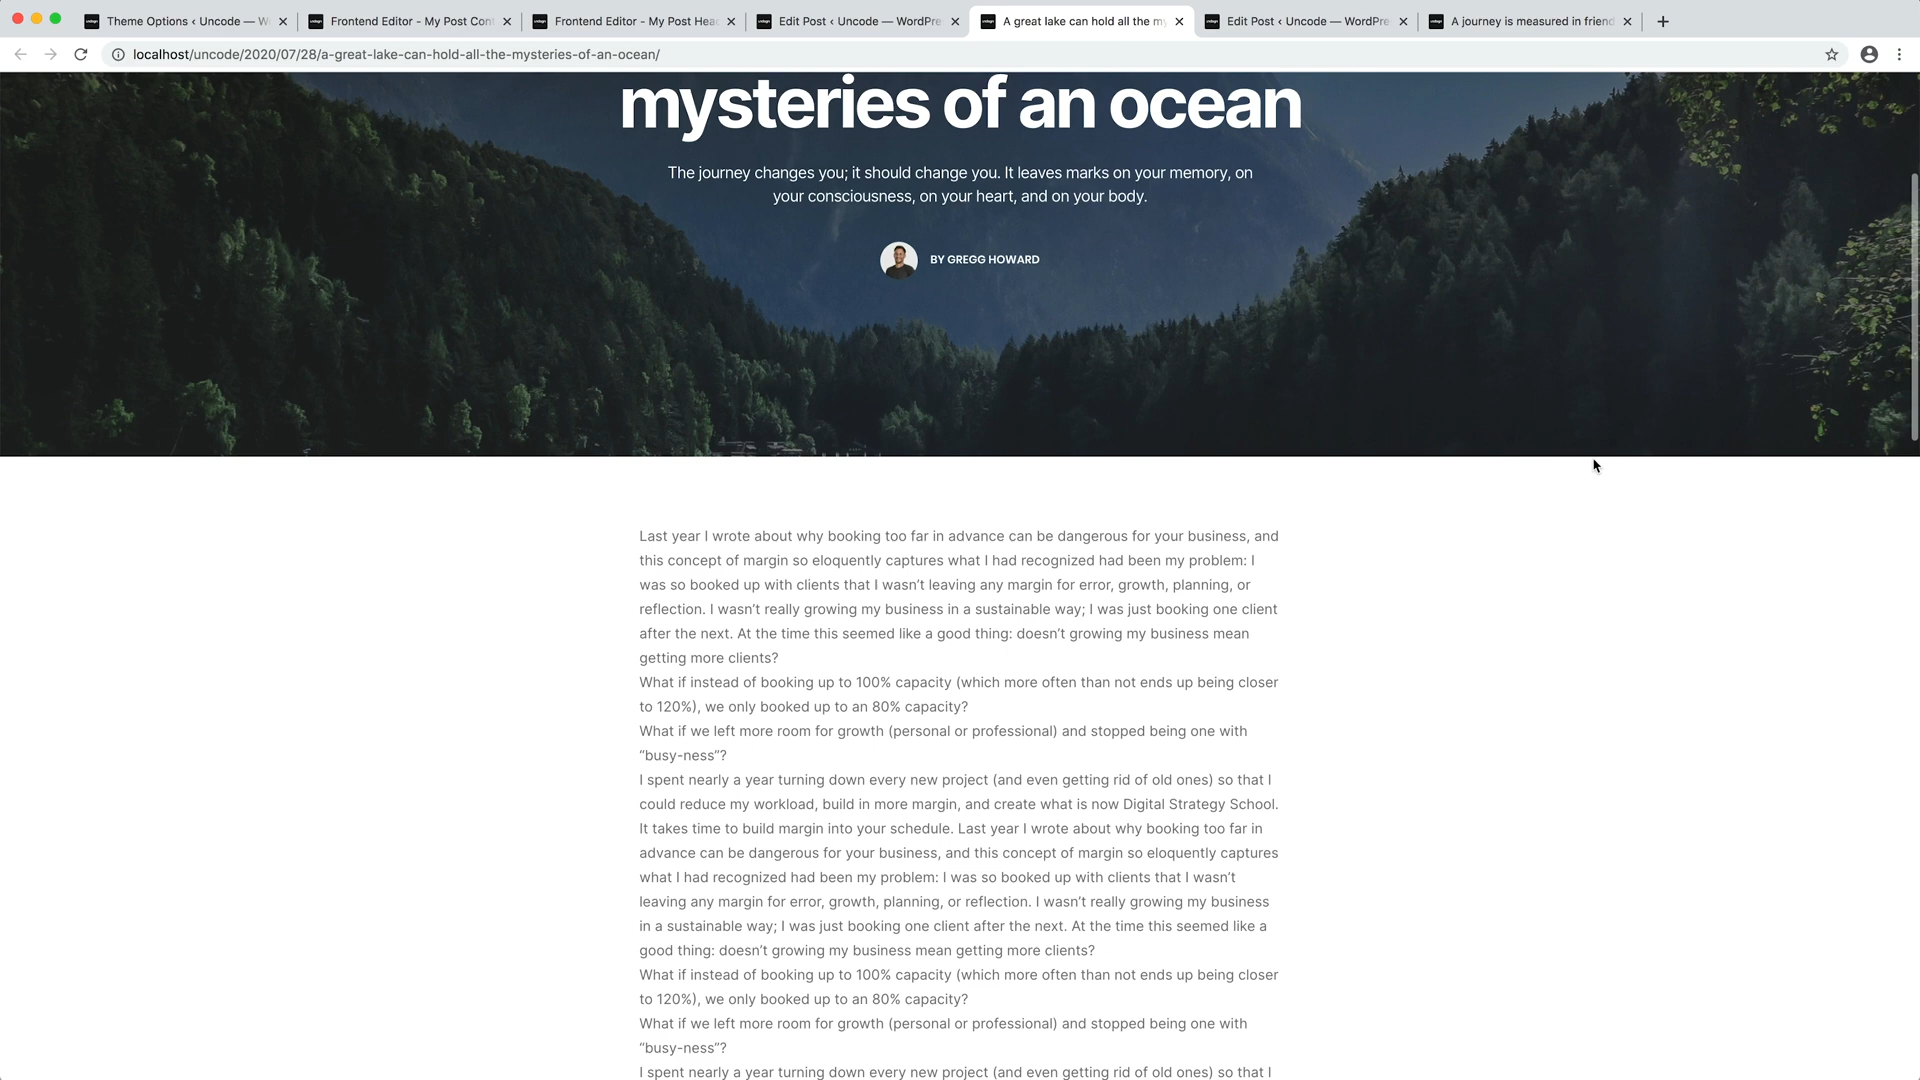 Theme Options ‹ Uncode — W
Frontend Editor - My Post Con
Frontend Editor - My Post Hea
Edit Post ‹ Uncode — WordPre
A great lake can hold all the my
Edit Post ‹ Uncode — WordPre
A journey is measured in friend
localhost/uncode/2020/07/28/a-great-lake-can-hold-all-the-mysteries-of-an-ocean/
mysteries of an ocean
The journey changes you; it should change you. It leaves marks on your memory, on
your consciousness, on your heart, and on your body.
BY GREGG HOWARD
Last year I wrote about why booking too far in advance can be dangerous for your business, and
this concept of margin so eloquently captures what I had recognized had been my problem: I
was so booked up with clients that I wasn’t leaving any margin for error, growth, planning, or
reflection. I wasn’t really growing my business in a sustainable way; I was just booking one client
after the next. At the time this seemed like a good thing: doesn’t growing my business mean
getting more clients?
What if instead of booking up to 100% capacity (which more often than not ends up being closer
to 120%), we only booked up to an 80% capacity?
What if we left more room for growth (personal or professional) and stopped being one with
“busy-ness”?
I spent nearly a year turning down every new project (and even getting rid of old ones) so that I
could reduce my workload, build in more margin, and create what is now Digital Strategy School.
It takes time to build margin into your schedule. Last year I wrote about why booking too far in
advance can be dangerous for your business, and this concept of margin so eloquently captures
what I had recognized had been my problem: I was so booked up with clients that I wasn’t
leaving any margin for error, growth, planning, or reflection. I wasn’t really growing my business
in a sustainable way; I was just booking one client after the next. At the time this seemed like a
good thing: doesn’t growing my business mean getting more clients?
What if instead of booking up to 100% capacity (which more often than not ends up being closer
to 120%), we only booked up to an 80% capacity?
What if we left more room for growth (personal or professional) and stopped being one with
“busy-ness”?
I spent nearly a year turning down every new project (and even getting rid of old ones) so that I